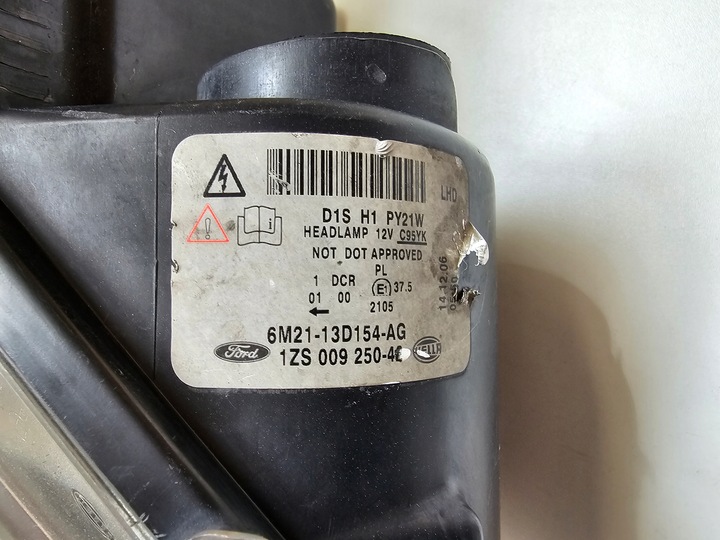 D1S H1 PY21W
HEADLAMP 12V C95YK
NOT DOT APPROVED
PL
1 DCR E1 37.5
01 00
2105
6M21-13D154-AG
Ford 1ZS 009 250-4 HELLA
LHD
14.12.06